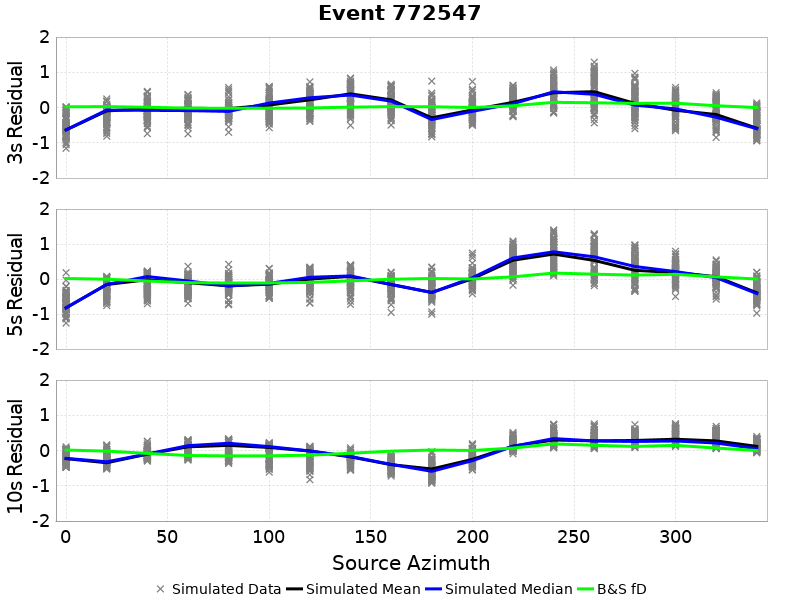 Event 772547
3s Residual
2
1
0
-1
-2
5s Residual
2
1
0
-1
-2
10s Residual
2
1
0
-1
-2
0 50 100 150 200 250 300
Source Azimuth
Simulated Data Simulated Mean Simulated Median B&S fD